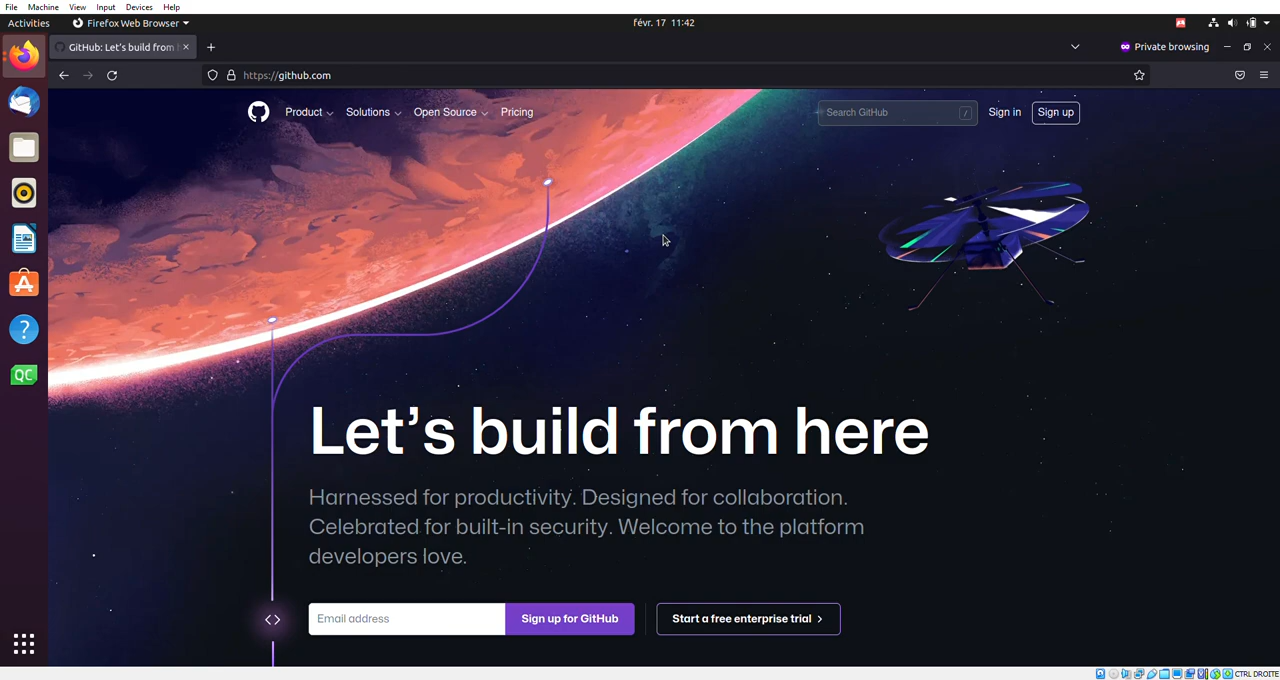 File Machine View Input Devices Help
Activities Firefox Web Browser févr. 17 11:42
GitHub: Let's build from Private browsing
https://github.com
Product Solutions Open Source Pricing Search GitHub / Sign in Sign up
Let's build from here
Harnessed for productivity. Designed for collaboration.
Celebrated for built-in security. Welcome to the platform
developers love.
Email address Sign up for GitHub Start a free enterprise trial
QC
CTRL DROITE